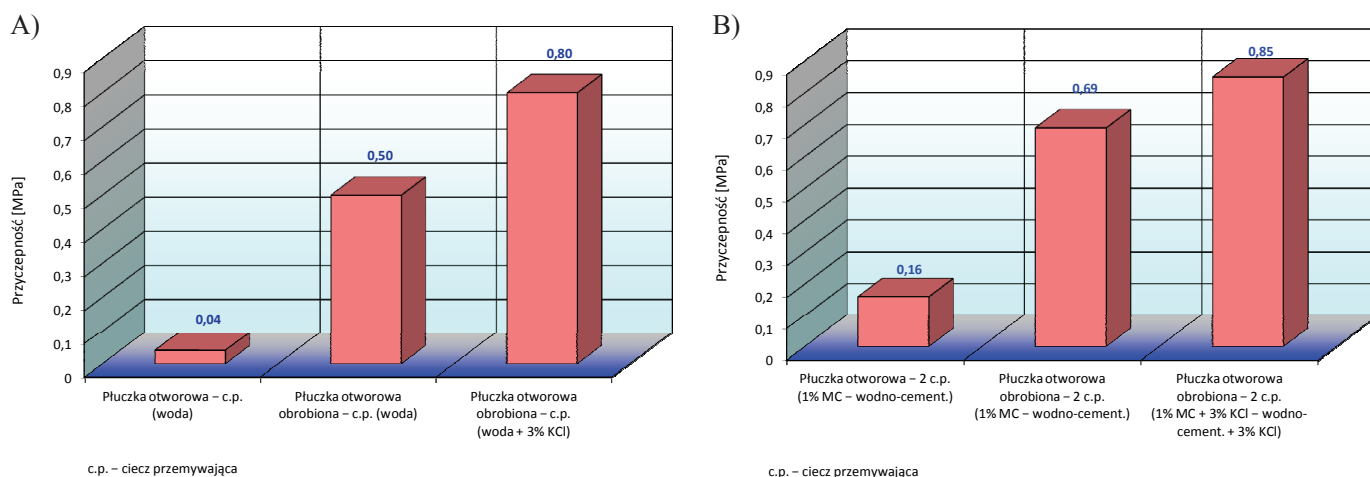 A)
Przyczepność [MPa]
0,9
0,8
0,7
0,6
0,5
0,4
0,3
0,2
0,1
0
0,04
0,50
0,80
Płuczka otworowa – c.p.
(woda)
Płuczka otworowa
obrobiona – c.p. (woda)
Płuczka otworowa
obrobiona – c.p.
(woda + 3% KCl)
c.p. – ciecz przemywająca
B)
Przyczepność [MPa]
0,9
0,8
0,7
0,6
0,5
0,4
0,3
0,2
0,1
0
0,16
0,69
0,85
Płuczka otworowa – 2 c.p.
(1% MC – wodno-cement.)
Płuczka otworowa
obrobiona – 2 c.p.
(1% MC – wodno-cement.)
Płuczka otworowa
obrobiona – 2 c.p.
(1% MC + 3% KCl – wodno-
cement. + 3% KCl)
c.p. – ciecz przemywająca